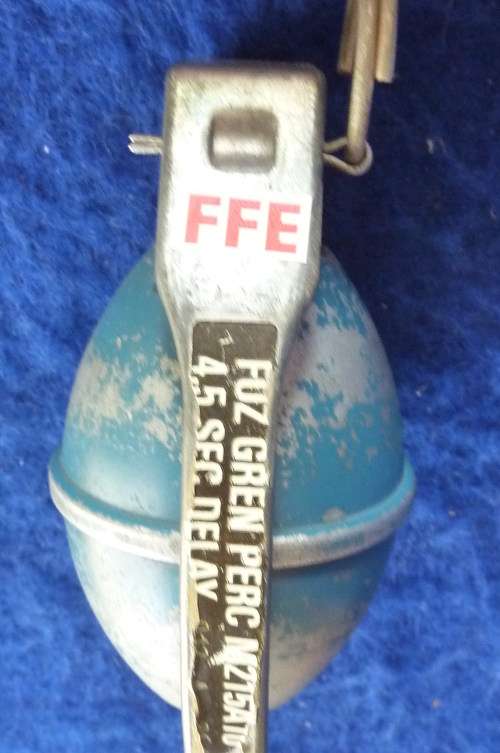 FFE
FUZ GREN PERC
4,5 SEC DELAY